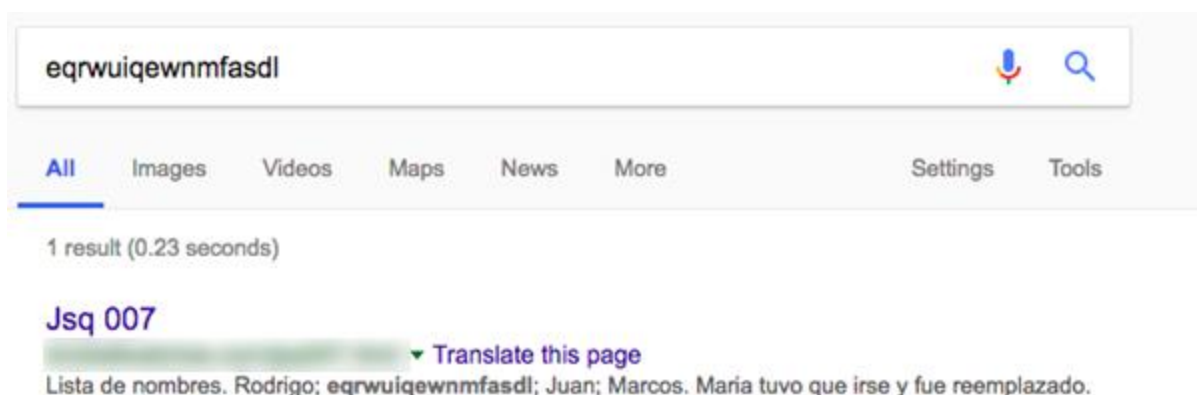 eqrwuiqewnmfasdl
All Images Videos Maps News More Settings Tools
1 result (0.23 seconds)
Jsq 007
Translate this page
Lista de nombres. Rodrigo; eqrwuiqewnmfasdl; Juan; Marcos. Maria tuvo que irse y fue reemplazado.